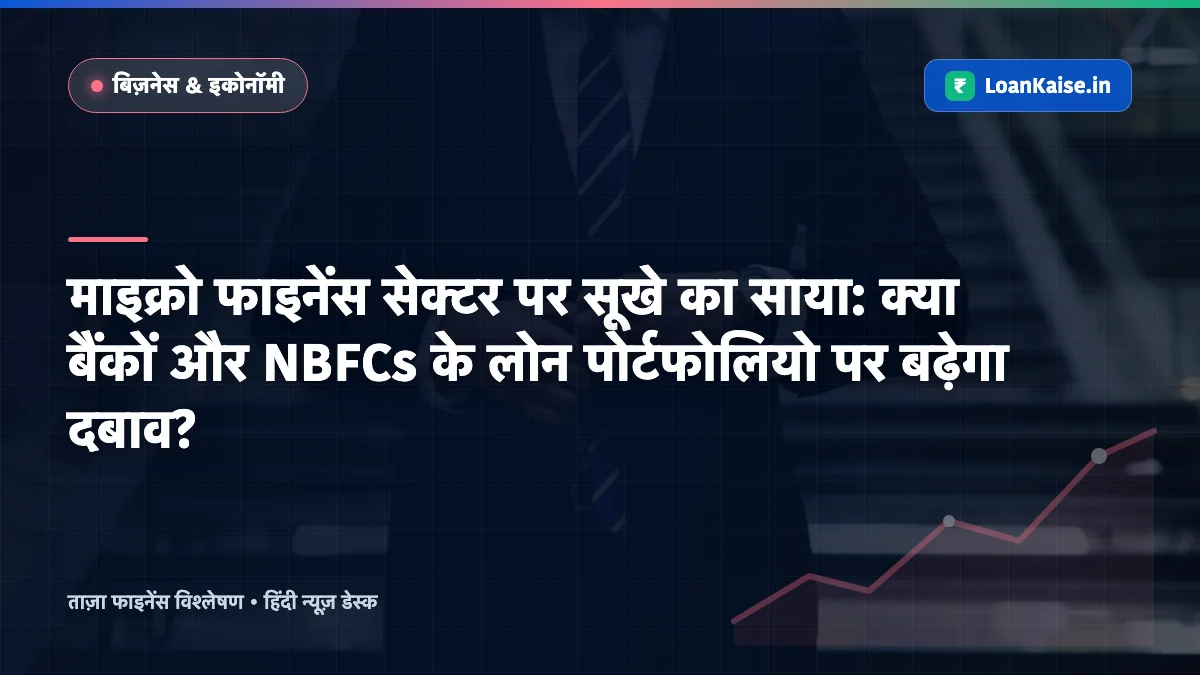 बिज़नेस & इकोनॉमी
₹ LoanKaise.in
माइक्रो फाइनेंस सेक्टर पर सूखे का साया: क्या
बैंकों और NBFCs के लोन पोर्टफोलियो पर बढ़ेगा
दबाव?
ताज़ा फाइनेंस विश्लेषण • हिंदी न्यूज़ डेस्क